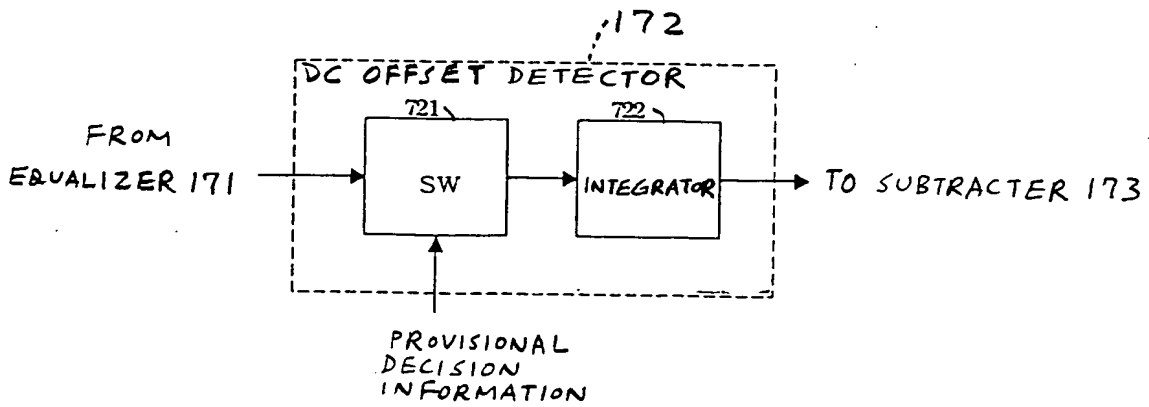 172
DC OFFSET DETECTOR
721
722
FROM
EQUALIZER 171
SW
INTEGRATOR
TO SUBTRACTER 173
PROVISIONAL
DECISION
INFORMATION